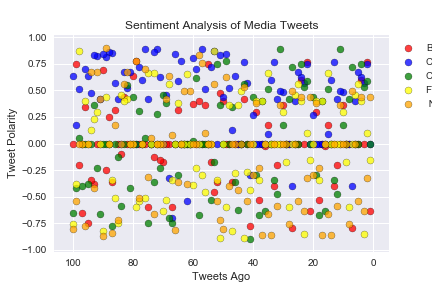 Sentiment Analysis of Media Tweets
Tweet Polarity
1.00
0.75
0.50
0.25
0.00
−0.25
−0.50
−0.75
−1.00
100
80
60
40
20
0
Tweets Ago
B
C
C
F
N